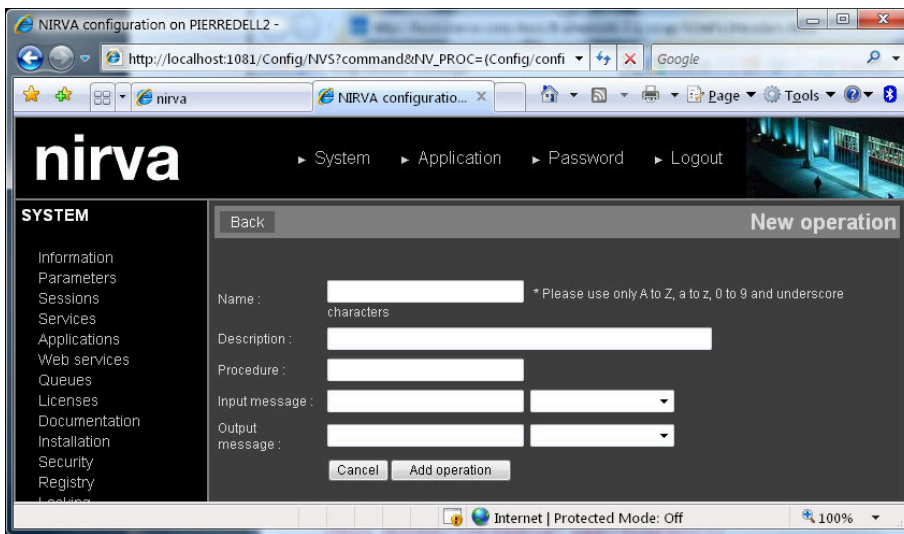 NIRVA configuration on PIERREDELL2 -
http://localhost:1081/Config/NVS?command&NV_PROC=(Config/confi
Google
nirva
NIRVA configuratio...
Page
Tools
nirva
System
Application
Password
Logout
SYSTEM
Back
New operation
Information
Parameters
Sessions
Services
Applications
Web services
Queues
Licenses
Documentation
Installation
Security
Registry
Locking
Name :
* Please use only A to Z, a to z, 0 to 9 and underscore
characters
Description :
Procedure :
Input message :
Output
message :
Cancel
Add operation
Internet | Protected Mode: Off
100%